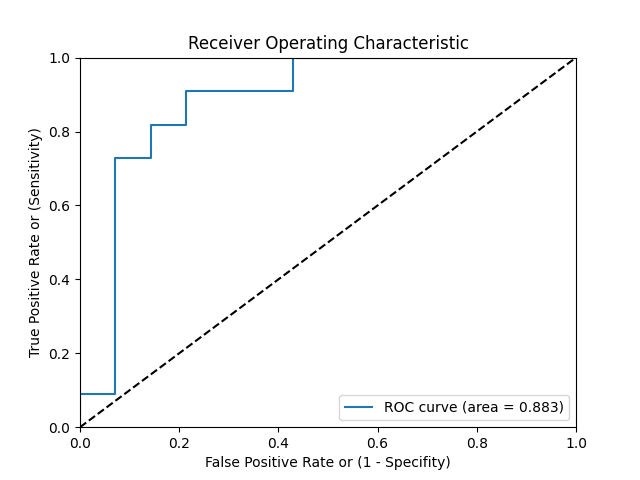 Receiver Operating Characteristic
1.0
0.8
0.6
0.4
0.2
0.0
True Positive Rate or (Sensitivity)
ROC curve (area = 0.883)
0.0 0.2 0.4 0.6 0.8 1.0
False Positive Rate or (1 - Specifity)